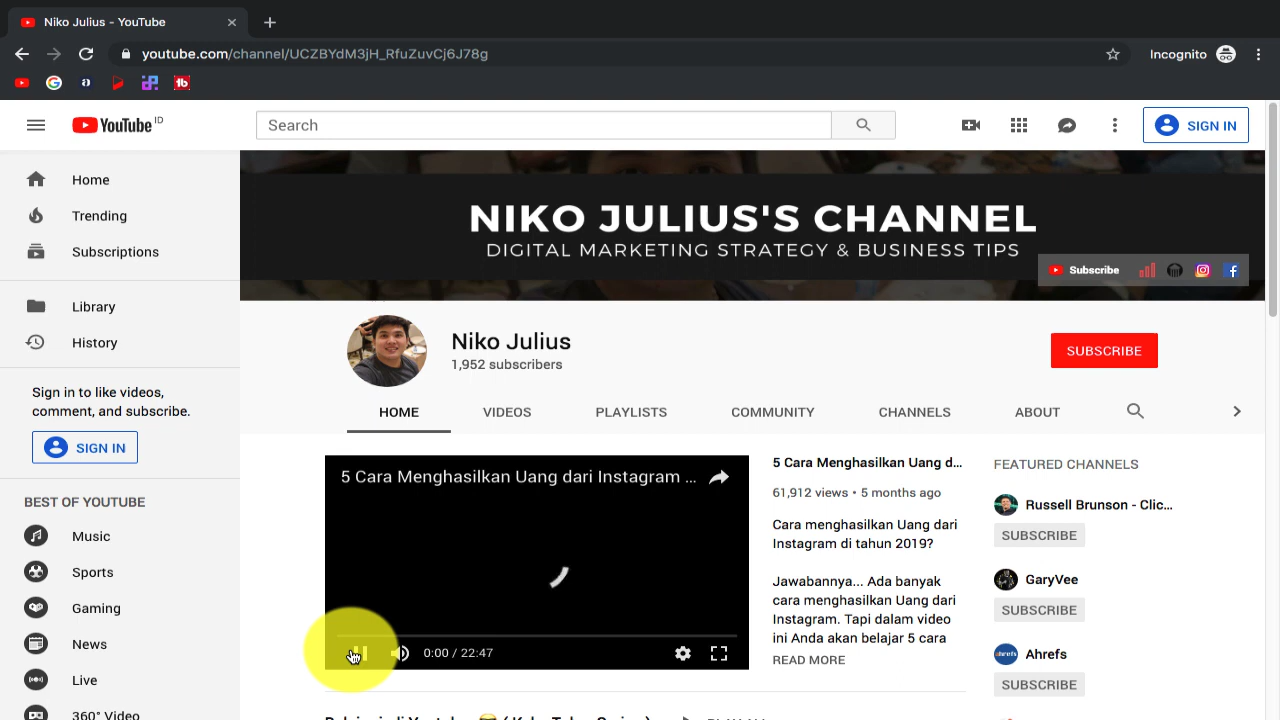 Niko Julius - YouTube
youtube.com/channel/UCZBYdM3jH_RfuZuvCj6J78g
Incognito
YouTube ID
Search
SIGN IN
Home
Trending
Subscriptions
Library
History
Sign in to like videos,
comment, and subscribe.
SIGN IN
BEST OF YOUTUBE
Music
Sports
Gaming
News
Live
360° Video
NIKO JULIUS'S CHANNEL
DIGITAL MARKETING STRATEGY & BUSINESS TIPS
Subscribe
Niko Julius
1,952 subscribers
SUBSCRIBE
HOME VIDEOS PLAYLISTS COMMUNITY CHANNELS ABOUT
5 Cara Menghasilkan Uang dari Instagram ...
0:00 / 22:47
5 Cara Menghasilkan Uang d...
61,912 views • 5 months ago
Cara menghasilkan Uang dari
Instagram di tahun 2019?
Jawabannya... Ada banyak
cara menghasilkan Uang dari
Instagram. Tapi dalam video
ini Anda akan belajar 5 cara
READ MORE
FEATURED CHANNELS
Russell Brunson - Clic...
SUBSCRIBE
GaryVee
SUBSCRIBE
Ahrefs
SUBSCRIBE